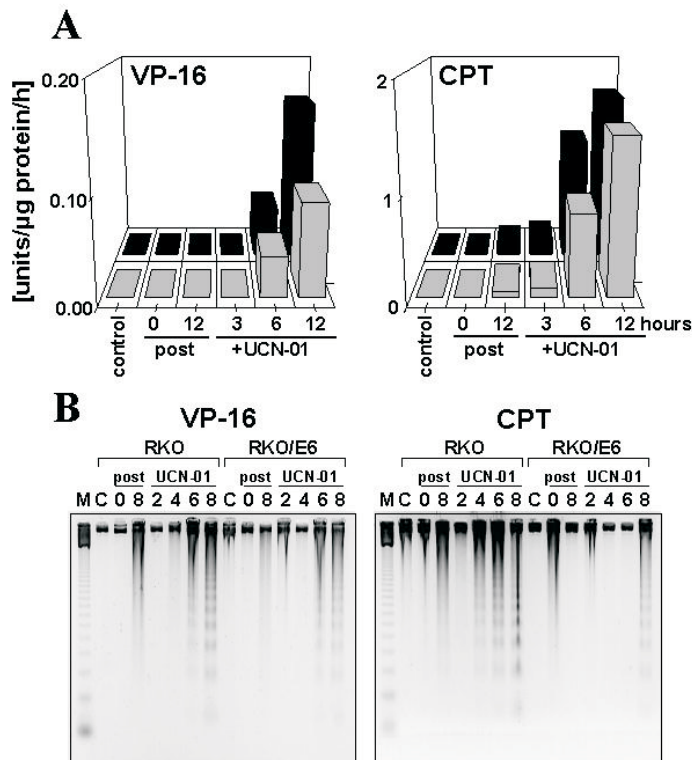 A
VP-16
CPT
[units/µg protein/h]
0.20
0.10
0.00
2
1
0
control 0 12 3 6 12
post +UCN-01
control 0 12 3 6 12 hours
post +UCN-01
B
VP-16 CPT
RKO RKO/E6 RKO RKO/E6
post UCN-01 post UCN-01 post UCN-01 post UCN-01
M C 0 8 2 4 6 8 C 0 8 2 4 6 8 M C 0 8 2 4 6 8 C 0 8 2 4 6 8